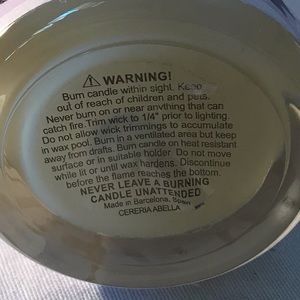 ⚠ WARNING!
Burn candle within sight. Keep
out of reach of children and pets.
Never burn on or near anything that can
catch fire Trim wick to 1/4" prior to lighting.
Do not allow wick trimmings to accumulate
in wax pool. Burn in a ventilated area but keep
away from drafts. Burn candle on heat resistant
surface or in suitable holder. Do not move
while lit or until wax hardens. Discontinue
before the flame reaches the bottom.
NEVER LEAVE A BURNING
CANDLE UNATTENDED
Made in Barcelona, Spain
CERERIA ABELLA